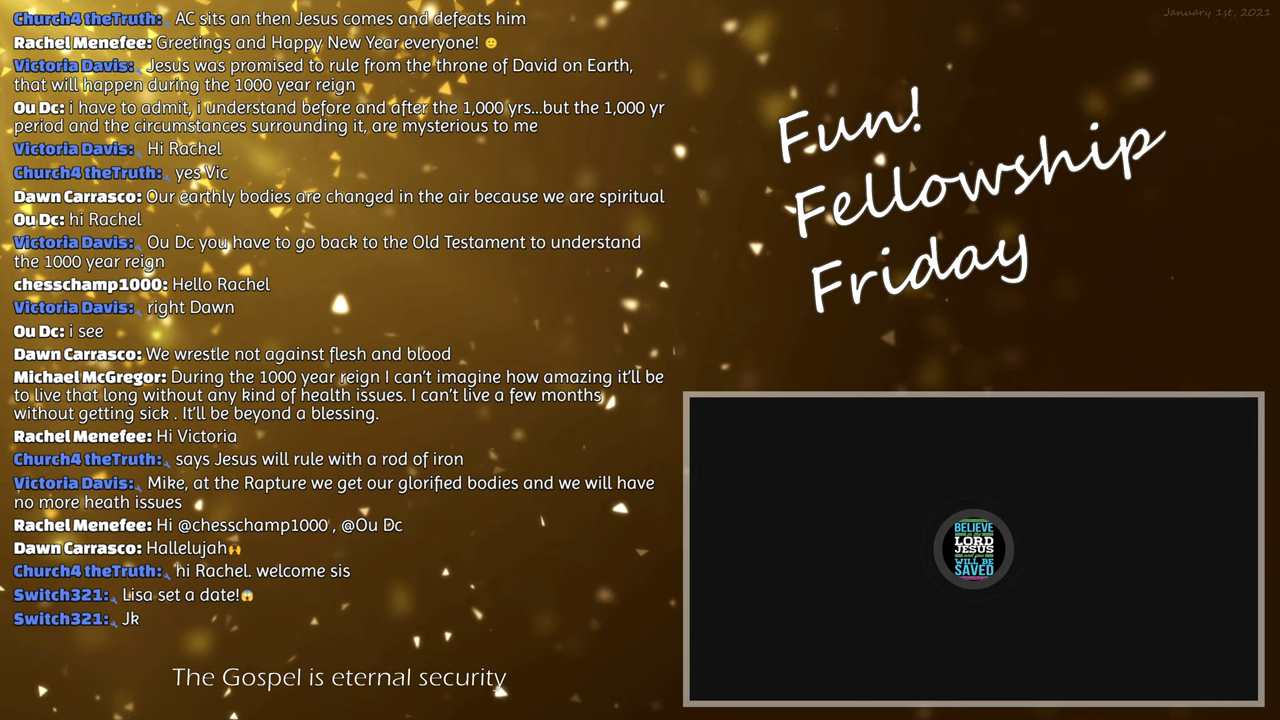 Church4 theTruth: AC sits an then Jesus comes and defeats him
Rachel Menefee: Greetings and Happy New Year everyone! 🙂
Victoria Davis: Jesus was promised to rule from the throne of David on Earth,
that will happen during the 1000 year reign
Ou Dc: i have to admit, i understand before and after the 1,000 yrs...but the 1,000 yr
period and the circumstances surrounding it, are mysterious to me
Victoria Davis: Hi Rachel
Church4 theTruth: yes Vic
Dawn Carrasco: Our earthly bodies are changed in the air because we are spiritual
Ou Dc: hi Rachel
Victoria Davis: Ou Dc you have to go back to the Old Testament to understand
the 1000 year reign
chesschamp1000: Hello Rachel
Victoria Davis: right Dawn
Ou Dc: i see
Dawn Carrasco: We wrestle not against flesh and blood
Michael McGregor: During the 1000 year reign I can't imagine how amazing it'll be
to live that long without any kind of health issues. I can't live a few months
without getting sick . It'll be beyond a blessing.
Rachel Menefee: Hi Victoria
Church4 theTruth: says Jesus will rule with a rod of iron
Victoria Davis: Mike, at the Rapture we get our glorified bodies and we will have
no more heath issues
Rachel Menefee: Hi @chesschamp1000 , @Ou Dc
Dawn Carrasco: Hallelujah🙌
Church4 theTruth: hi Rachel. welcome sis
Switch321: Lisa set a date!😱
Switch321: Jk
The Gospel is eternal security
January 1st, 2021
Fun!
Fellowship
Friday
BELIEVE
LORD
JESUS
WILL BE
SAVED